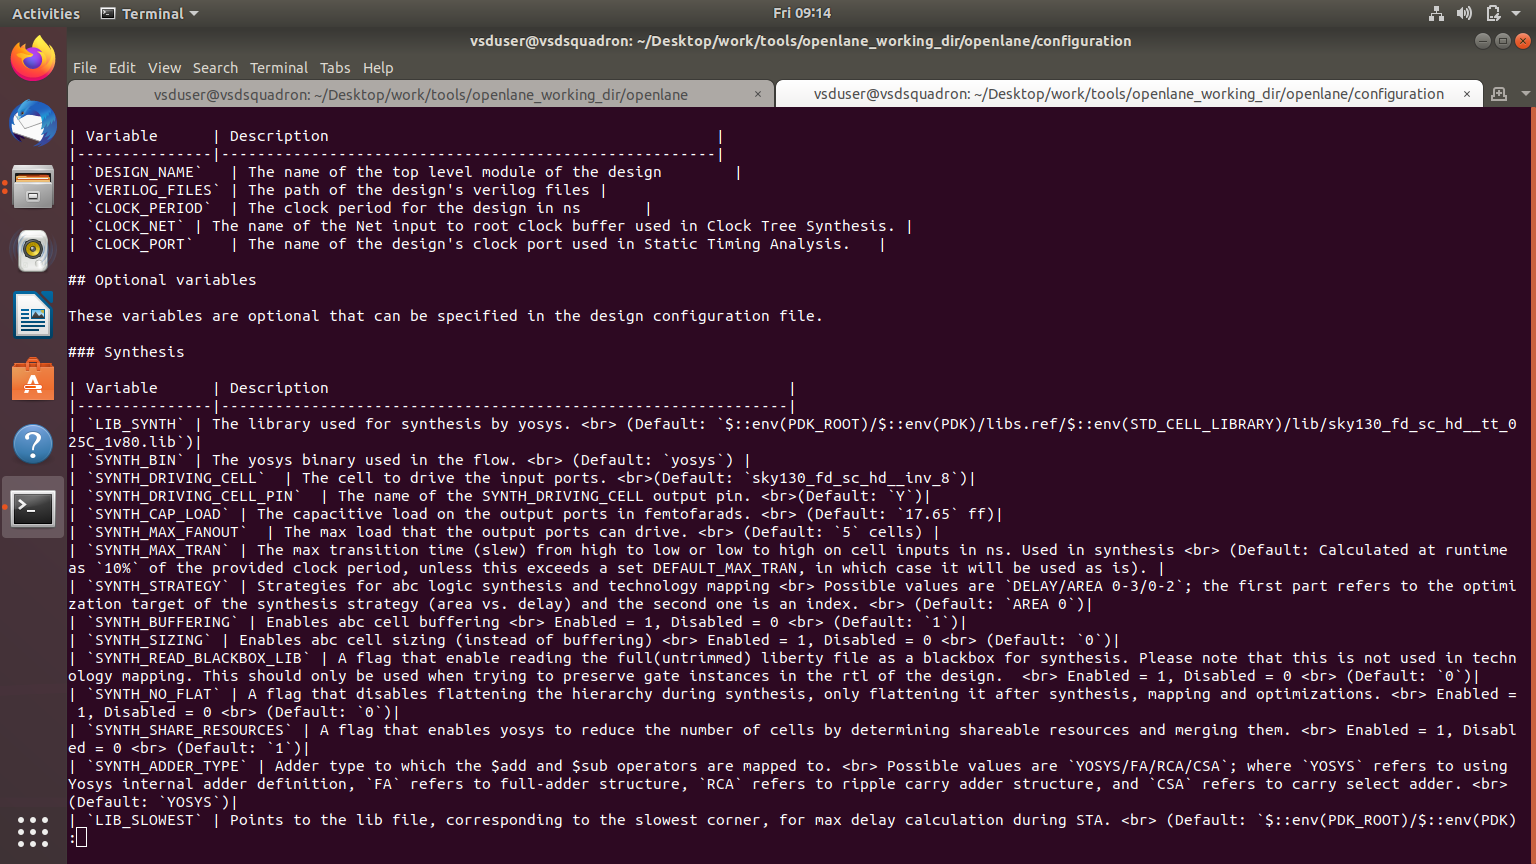 Activities Terminal Fri 09:14
vsduser@vsdsquadron: ~/Desktop/work/tools/openlane_working_dir/openlane/configuration
File Edit View Search Terminal Tabs Help
vsduser@vsdsquadron: ~/Desktop/work/tools/openlane_working_dir/openlane × vsduser@vsdsquadron: ~/Desktop/work/tools/openlane_working_dir/openlane/configuration ×
| Variable      | Description                                           |
|---------------|-------------------------------------------------------|
| `DESIGN_NAME`   | The name of the top level module of the design        |
| `VERILOG_FILES` | The path of the design's verilog files |
| `CLOCK_PERIOD`  | The clock period for the design in ns       |
| `CLOCK_NET` | The name of the Net input to root clock buffer used in Clock Tree Synthesis. |
| `CLOCK_PORT`    | The name of the design's clock port used in Static Timing Analysis.   |
## Optional variables
These variables are optional that can be specified in the design configuration file.
### Synthesis
| Variable      | Description                                                   |
|---------------|---------------------------------------------------------------|
| `LIB_SYNTH` | The library used for synthesis by yosys. <br> (Default: `$::env(PDK_ROOT)/$::env(PDK)/libs.ref/$::env(STD_CELL_LIBRARY)/lib/sky130_fd_sc_hd__tt_0
25C_1v80.lib`)|
| `SYNTH_BIN` | The yosys binary used in the flow. <br> (Default: `yosys`) |
| `SYNTH_DRIVING_CELL`  | The cell to drive the input ports. <br>(Default: `sky130_fd_sc_hd__inv_8`)|
| `SYNTH_DRIVING_CELL_PIN`  | The name of the SYNTH_DRIVING_CELL output pin. <br>(Default: `Y`)|
| `SYNTH_CAP_LOAD` | The capacitive load on the output ports in femtofarads. <br> (Default: `17.65` ff)|
| `SYNTH_MAX_FANOUT`  | The max load that the output ports can drive. <br> (Default: `5` cells) |
| `SYNTH_MAX_TRAN` | The max transition time (slew) from high to low or low to high on cell inputs in ns. Used in synthesis <br> (Default: Calculated at runtime
as `10%` of the provided clock period, unless this exceeds a set DEFAULT_MAX_TRAN, in which case it will be used as is). |
| `SYNTH_STRATEGY` | Strategies for abc logic synthesis and technology mapping <br> Possible values are `DELAY/AREA 0-3/0-2`; the first part refers to the optimi
zation target of the synthesis strategy (area vs. delay) and the second one is an index. <br> (Default: `AREA 0`)|
| `SYNTH_BUFFERING` | Enables abc cell buffering <br> Enabled = 1, Disabled = 0 <br> (Default: `1`)|
| `SYNTH_SIZING` | Enables abc cell sizing (instead of buffering) <br> Enabled = 1, Disabled = 0 <br> (Default: `0`)|
| `SYNTH_READ_BLACKBOX_LIB` | A flag that enable reading the full(untrimmed) liberty file as a blackbox for synthesis. Please note that this is not used in techn
ology mapping. This should only be used when trying to preserve gate instances in the rtl of the design.  <br> Enabled = 1, Disabled = 0 <br> (Default: `0`)|
| `SYNTH_NO_FLAT` | A flag that disables flattening the hierarchy during synthesis, only flattening it after synthesis, mapping and optimizations. <br> Enabled =
 1, Disabled = 0 <br> (Default: `0`)|
| `SYNTH_SHARE_RESOURCES` | A flag that enables yosys to reduce the number of cells by determining shareable resources and merging them. <br> Enabled = 1, Disabl
ed = 0 <br> (Default: `1`)|
| `SYNTH_ADDER_TYPE` | Adder type to which the $add and $sub operators are mapped to. <br> Possible values are `YOSYS/FA/RCA/CSA`; where `YOSYS` refers to using
Yosys internal adder definition, `FA` refers to full-adder structure, `RCA` refers to ripple carry adder structure, and `CSA` refers to carry select adder. <br>
(Default: `YOSYS`)|
| `LIB_SLOWEST` | Points to the lib file, corresponding to the slowest corner, for max delay calculation during STA. <br> (Default: `$::env(PDK_ROOT)/$::env(PDK)
: